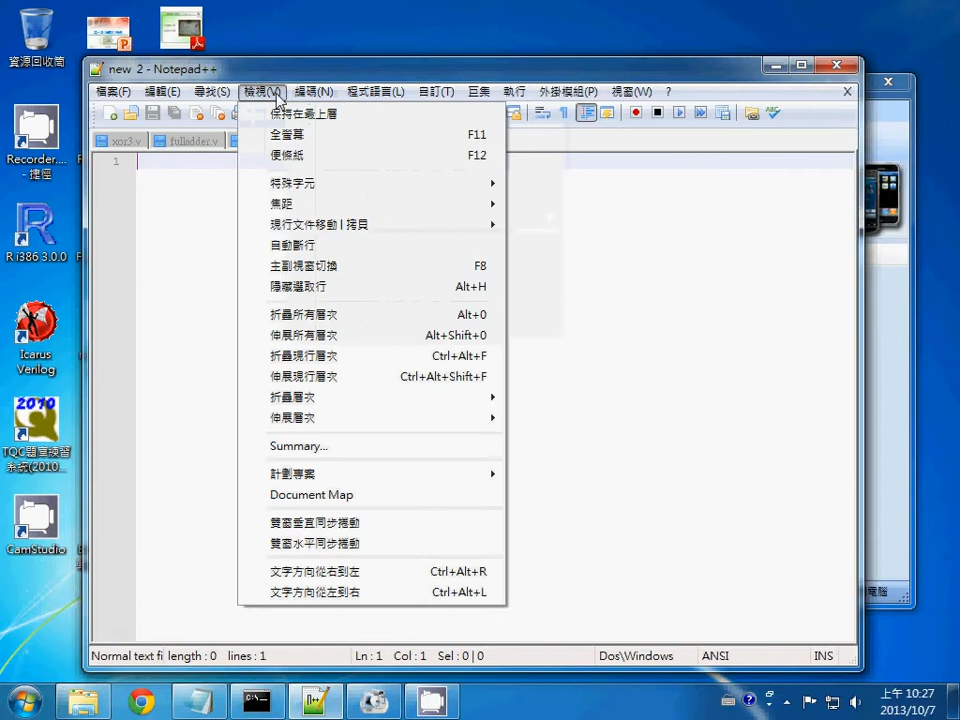 資源回收筒
new 2 - Notepad++
檔案(F) 編輯(E) 尋找(S) 檢視(V) 編碼(N) 程式語言(L) 自訂(T) 巨集 執行 外掛模組(P) 視窗(W) ? X
xor3.v fulladder.v
1
保持在最上層
全螢幕 F11
便條紙 F12
特殊字元
焦距
現行文件移動 | 拷貝
自動斷行
主副視窗切換 F8
隱藏選取行 Alt+H
折疊所有層次 Alt+0
伸展所有層次 Alt+Shift+0
折疊現行層次 Ctrl+Alt+F
伸展現行層次 Ctrl+Alt+Shift+F
折疊層次
伸展層次
Summary...
計劃專案
Document Map
雙窗垂直同步捲動
雙窗水平同步捲動
文字方向從右到左 Ctrl+Alt+R
文字方向從左到右 Ctrl+Alt+L
Recorder....
- 捷徑
R i386 3.0.0
Icarus
Verilog
2010
TQC題庫練習
系統(2010...
CamStudio
電腦
Normal text fi length : 0 lines : 1 Ln : 1 Col : 1 Sel : 0 | 0 Dos\Windows ANSI INS
上午 10:27
2013/10/7